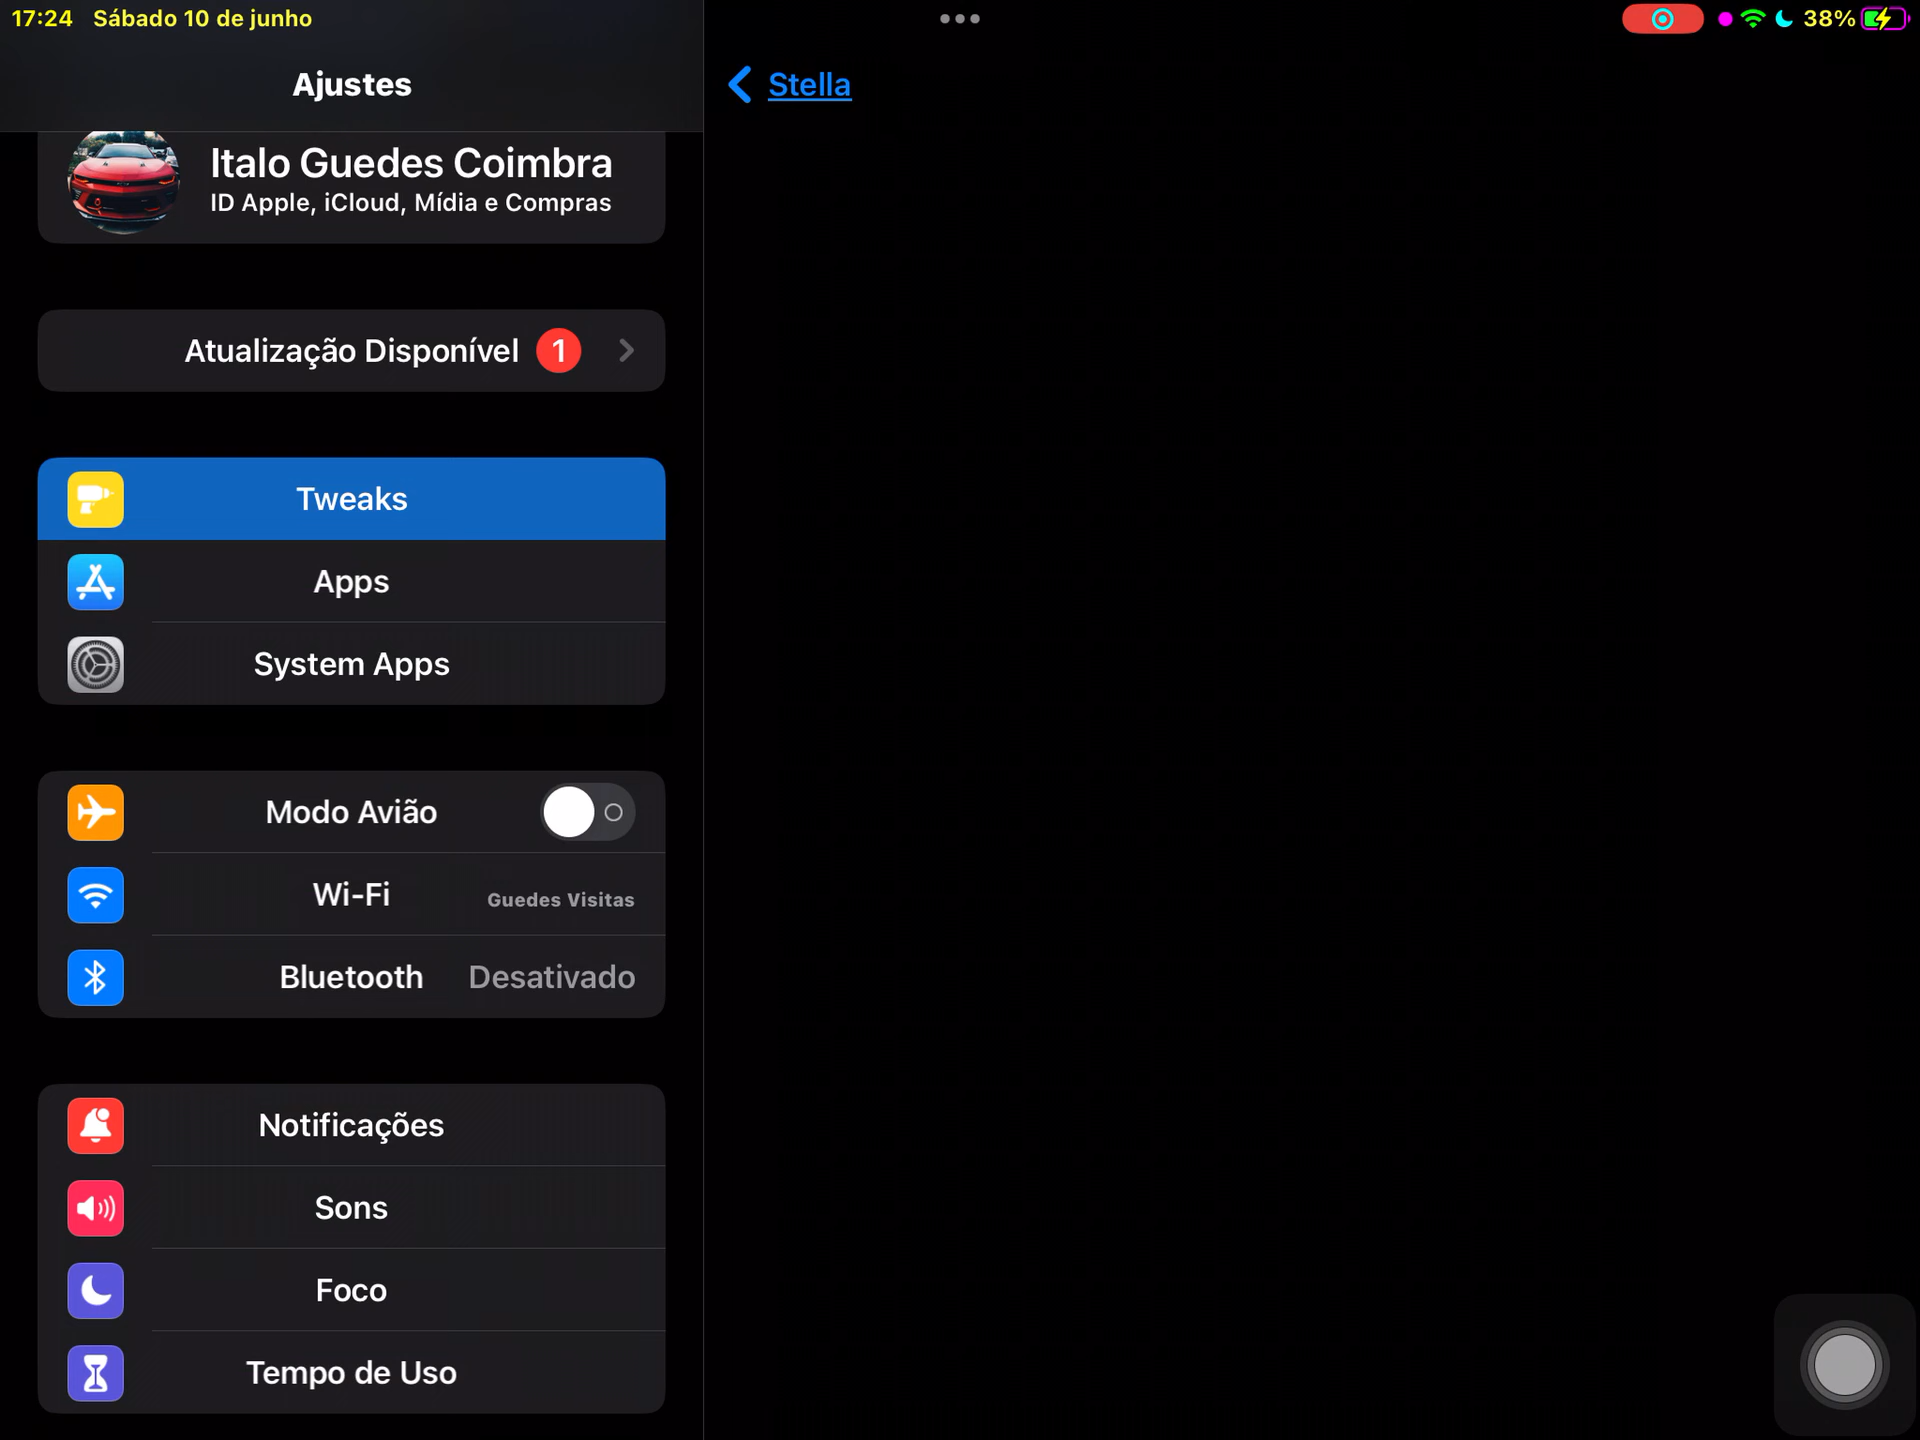 17:24 Sábado 10 de junho
38%
Ajustes
Stella
Italo Guedes Coimbra
ID Apple, iCloud, Mídia e Compras
Atualização Disponível 1
Tweaks
Apps
System Apps
Modo Avião
Wi-Fi Guedes Visitas
Bluetooth Desativado
Notificações
Sons
Foco
Tempo de Uso